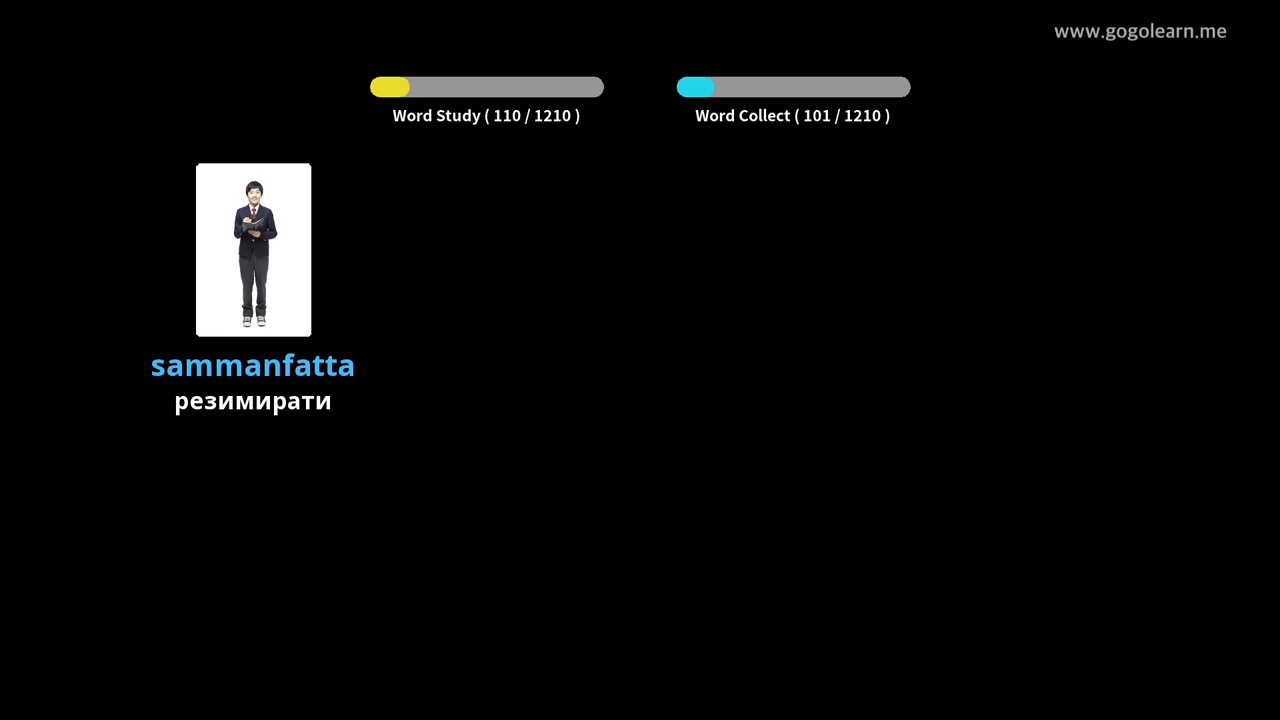 www.gogolearn.me
Word Study ( 110 / 1210 )
Word Collect ( 101 / 1210 )
sammanfatta
резимирати